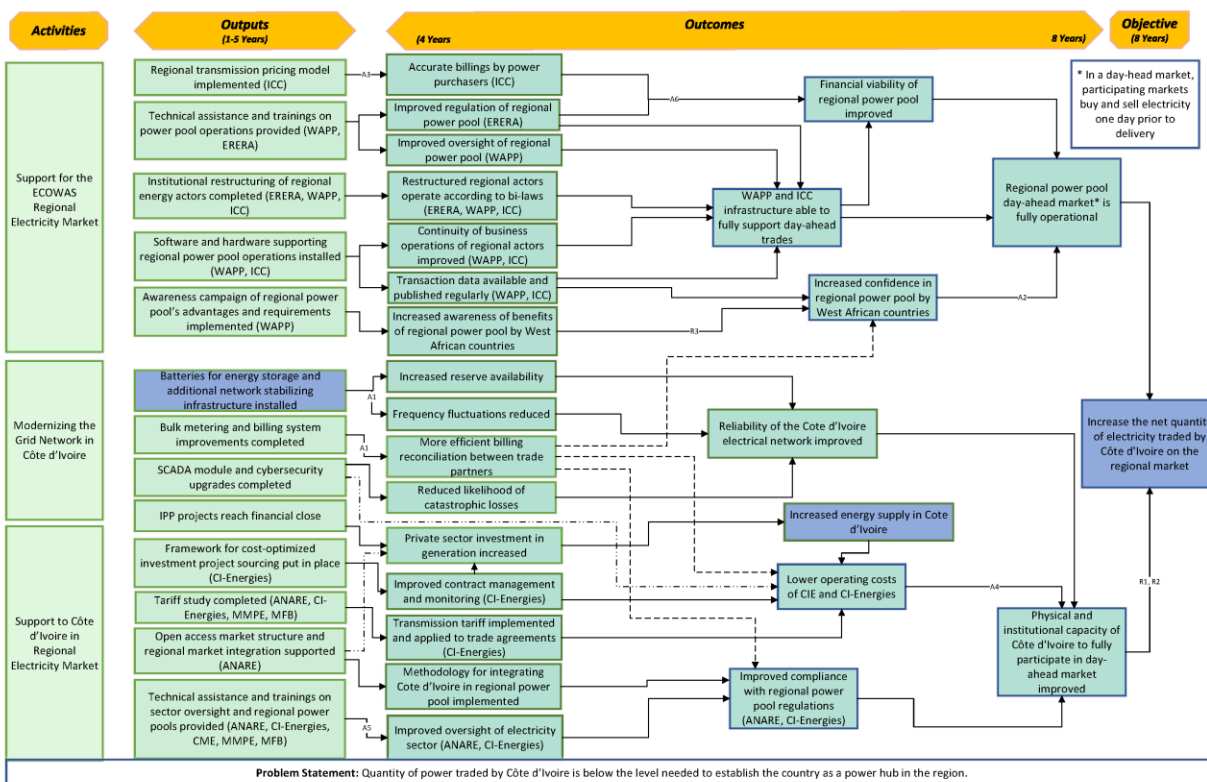 Activities
Outputs
(1-5 Years)
Outcomes
(4 Years
8 Years)
Objective
(8 Years)
Support for the
ECOWAS
Regional
Electricity Market
Modernizing the
Grid Network in
Côte d'Ivoire
Support to Côte
d'Ivoire in
Regional
Electricity Market
Regional transmission pricing model
implemented (ICC)
Technical assistance and trainings on
power pool operations provided (WAPP,
ERERA)
Institutional restructuring of regional
energy actors completed (ERERA, WAPP,
ICC)
Software and hardware supporting
regional power pool operations installed
(WAPP, ICC)
Awareness campaign of regional power
pool's advantages and requirements
implemented (WAPP)
Batteries for energy storage and
additional network stabilizing
infrastructure installed
Bulk metering and billing system
improvements completed
SCADA module and cybersecurity
upgrades completed
IPP projects reach financial close
Framework for cost-optimized
investment project sourcing put in place
(CI-Energies)
Tariff study completed (ANARE, CI-
Energies, MMPE, MFB)
Open access market structure and
regional market integration supported
(ANARE)
Technical assistance and trainings on
sector oversight and regional power
pools provided (ANARE, CI-Energies,
CME, MMPE, MFB)
A3
A1
A1
A5
Accurate billings by power
purchasers (ICC)
Improved regulation of regional
power pool (ERERA)
Improved oversight of regional
power pool (WAPP)
Restructured regional actors
operate according to bi-laws
(ERERA, WAPP, ICC)
Continuity of business
operations of regional actors
improved (WAPP, ICC)
Transaction data available and
published regularly (WAPP, ICC)
Increased awareness of benefits
of regional power pool by West
African countries
Increased reserve availability
Frequency fluctuations reduced
More efficient billing
reconciliation between trade
partners
Reduced likelihood of
catastrophic losses
Private sector investment in
generation increased
Improved contract management
and monitoring (CI-Energies)
Transmission tariff implemented
and applied to trade agreements
(CI-Energies)
Methodology for integrating
Cote d'Ivoire in regional power
pool implemented
Improved oversight of electricity
sector (ANARE, CI-Energies)
A6
R3
Financial viability of
regional power pool
improved
WAPP and ICC
infrastructure able to
fully support day-ahead
trades
Increased confidence in
regional power pool by
West African countries
Reliability of the Cote d'Ivoire
electrical network improved
Increased energy supply in Cote
d'Ivoire
Lower operating costs
of CIE and CI-Energies
Improved compliance
with regional power
pool regulations
(ANARE, CI-Energies)
A2
A4
* In a day-head market,
participating markets
buy and sell electricity
one day prior to
delivery
Regional power pool
day-ahead market* is
fully operational
Physical and
institutional capacity of
Côte d'Ivoire to fully
participate in day-
ahead market
improved
R1, R2
Increase the net quantity
of electricity traded by
Côte d'Ivoire on the
regional market
Problem Statement: Quantity of power traded by Côte d'Ivoire is below the level needed to establish the country as a power hub in the region.